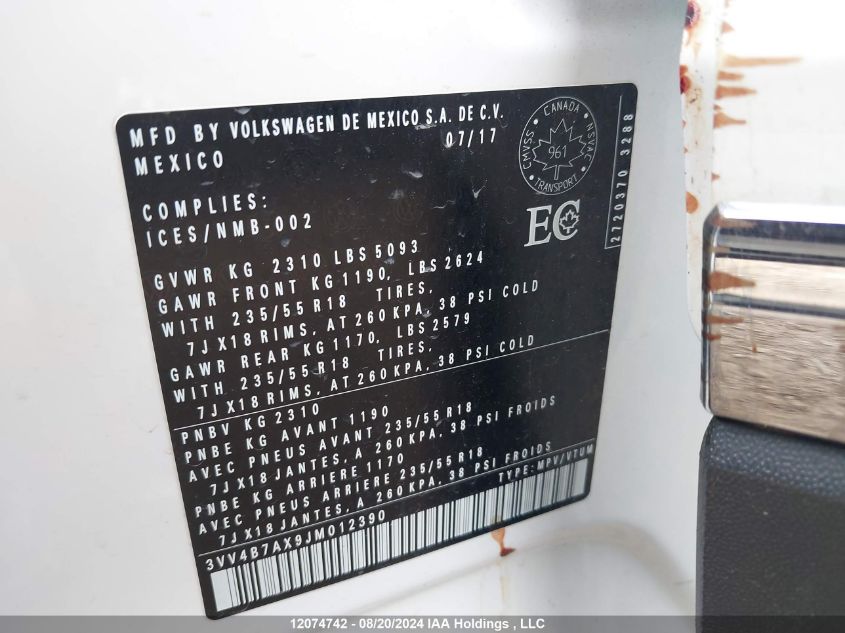 MFD BY VOLKSWAGEN DE MEXICO S.A. DE C.V.
MEXICO 07/17
CANADA
CMVSS NSVAC
961
TRANSPORT
2720370 3288
COMPLIES:
ICES/NMB-002
EC
GVWR KG 2310 LBS 5093
GAWR FRONT KG 1190, LBS 2624
WITH 235/55 R18 TIRES,
7J X18 RIMS, AT 260 KPA, 38 PSI COLD
GAWR REAR KG 1170, LBS 2579
WITH 235/55 R18 TIRES,
7J X18 RIMS, AT 260 KPA, 38 PSI COLD
PNBV KG 2310
PNBE KG AVANT 1190
AVEC PNEUS AVANT 235/55 R18
7J X18 JANTES, A 260 KPA, 38 PSI FROIDS
PNBE KG ARRIERE 1170
AVEC PNEUS ARRIERE 235/55 R18
7J X18 JANTES, A 260 KPA, 38 PSI FROIDS
3VV4B7AX9JM012390 TYPE: MPV/VTUM
12074742 - 08/20/2024 IAA Holdings , LLC